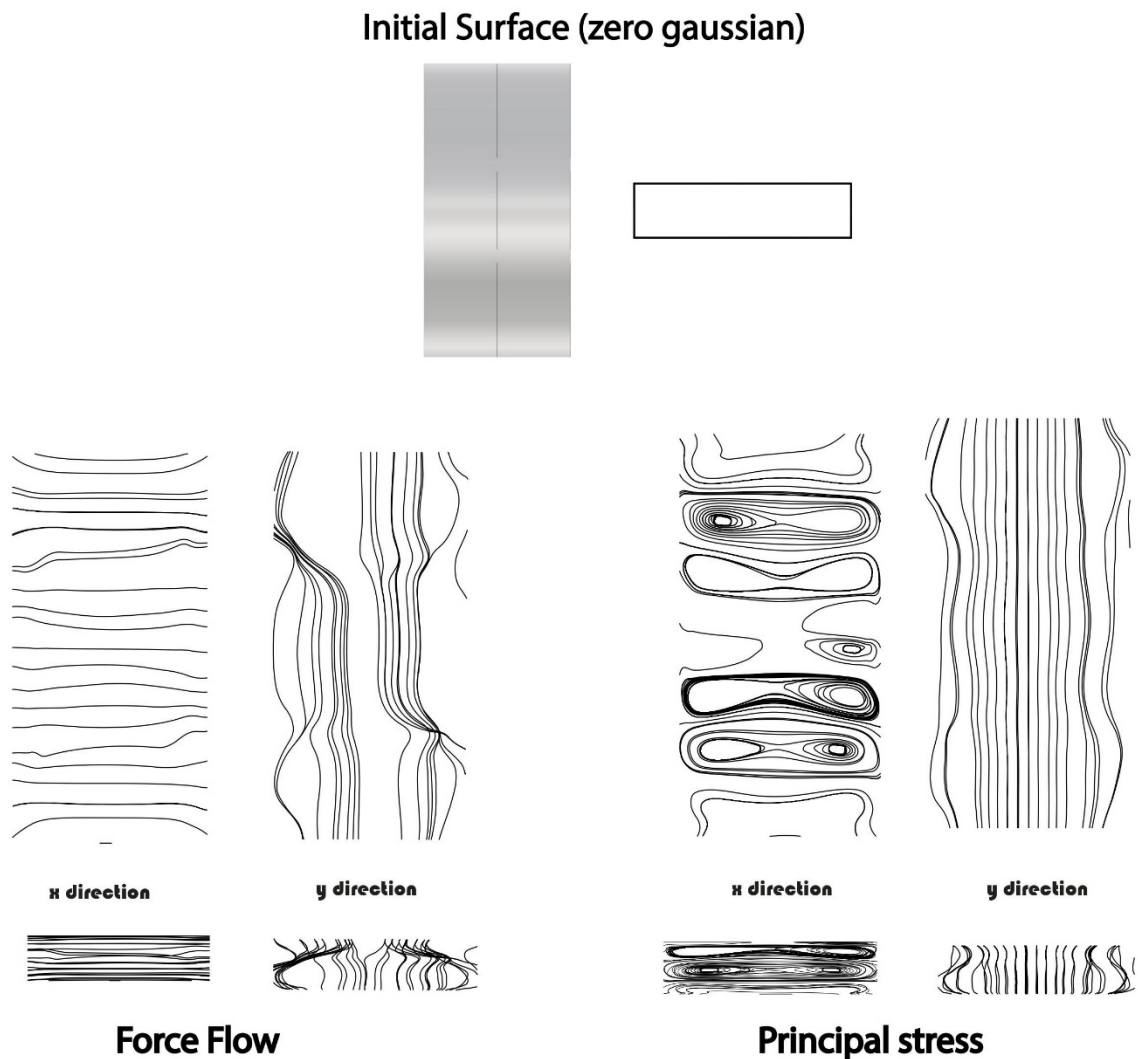 Initial Surface (zero gaussian)
x direction
y direction
x direction
y direction
Force Flow
Principal stress